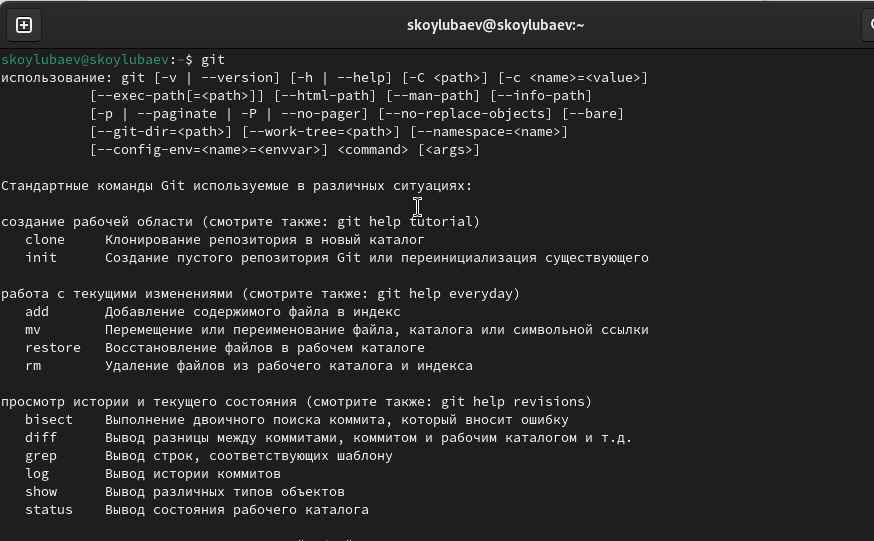 skoylubaev@skoylubaev:~
skoylubaev@skoylubaev:~$ git
использование: git [-v | --version] [-h | --help] [-C <path>] [-c <name>=<value>]
           [--exec-path[=<path>]] [--html-path] [--man-path] [--info-path]
           [-p | --paginate | -P | --no-pager] [--no-replace-objects] [--bare]
           [--git-dir=<path>] [--work-tree=<path>] [--namespace=<name>]
           [--config-env=<name>=<envvar>] <command> [<args>]
Стандартные команды Git используемые в различных ситуациях:
создание рабочей области (смотрите также: git help tutorial)
   clone     Клонирование репозитория в новый каталог
   init      Создание пустого репозитория Git или переинициализация существующего
работа с текущими изменениями (смотрите также: git help everyday)
   add       Добавление содержимого файла в индекс
   mv        Перемещение или переименование файла, каталога или символьной ссылки
   restore   Восстановление файлов в рабочем каталоге
   rm        Удаление файлов из рабочего каталога и индекса
просмотр истории и текущего состояния (смотрите также: git help revisions)
   bisect    Выполнение двоичного поиска коммита, который вносит ошибку
   diff      Вывод разницы между коммитами, коммитом и рабочим каталогом и т.д.
   grep      Вывод строк, соответствующих шаблону
   log       Вывод истории коммитов
   show      Вывод различных типов объектов
   status    Вывод состояния рабочего каталога